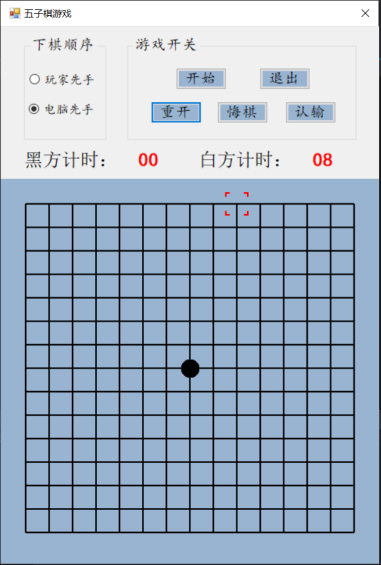 五子棋游戏
下棋顺序
玩家先手
电脑先手
游戏开关
开始 退出
重开 悔棋 认输
黑方计时： 00 白方计时： 08